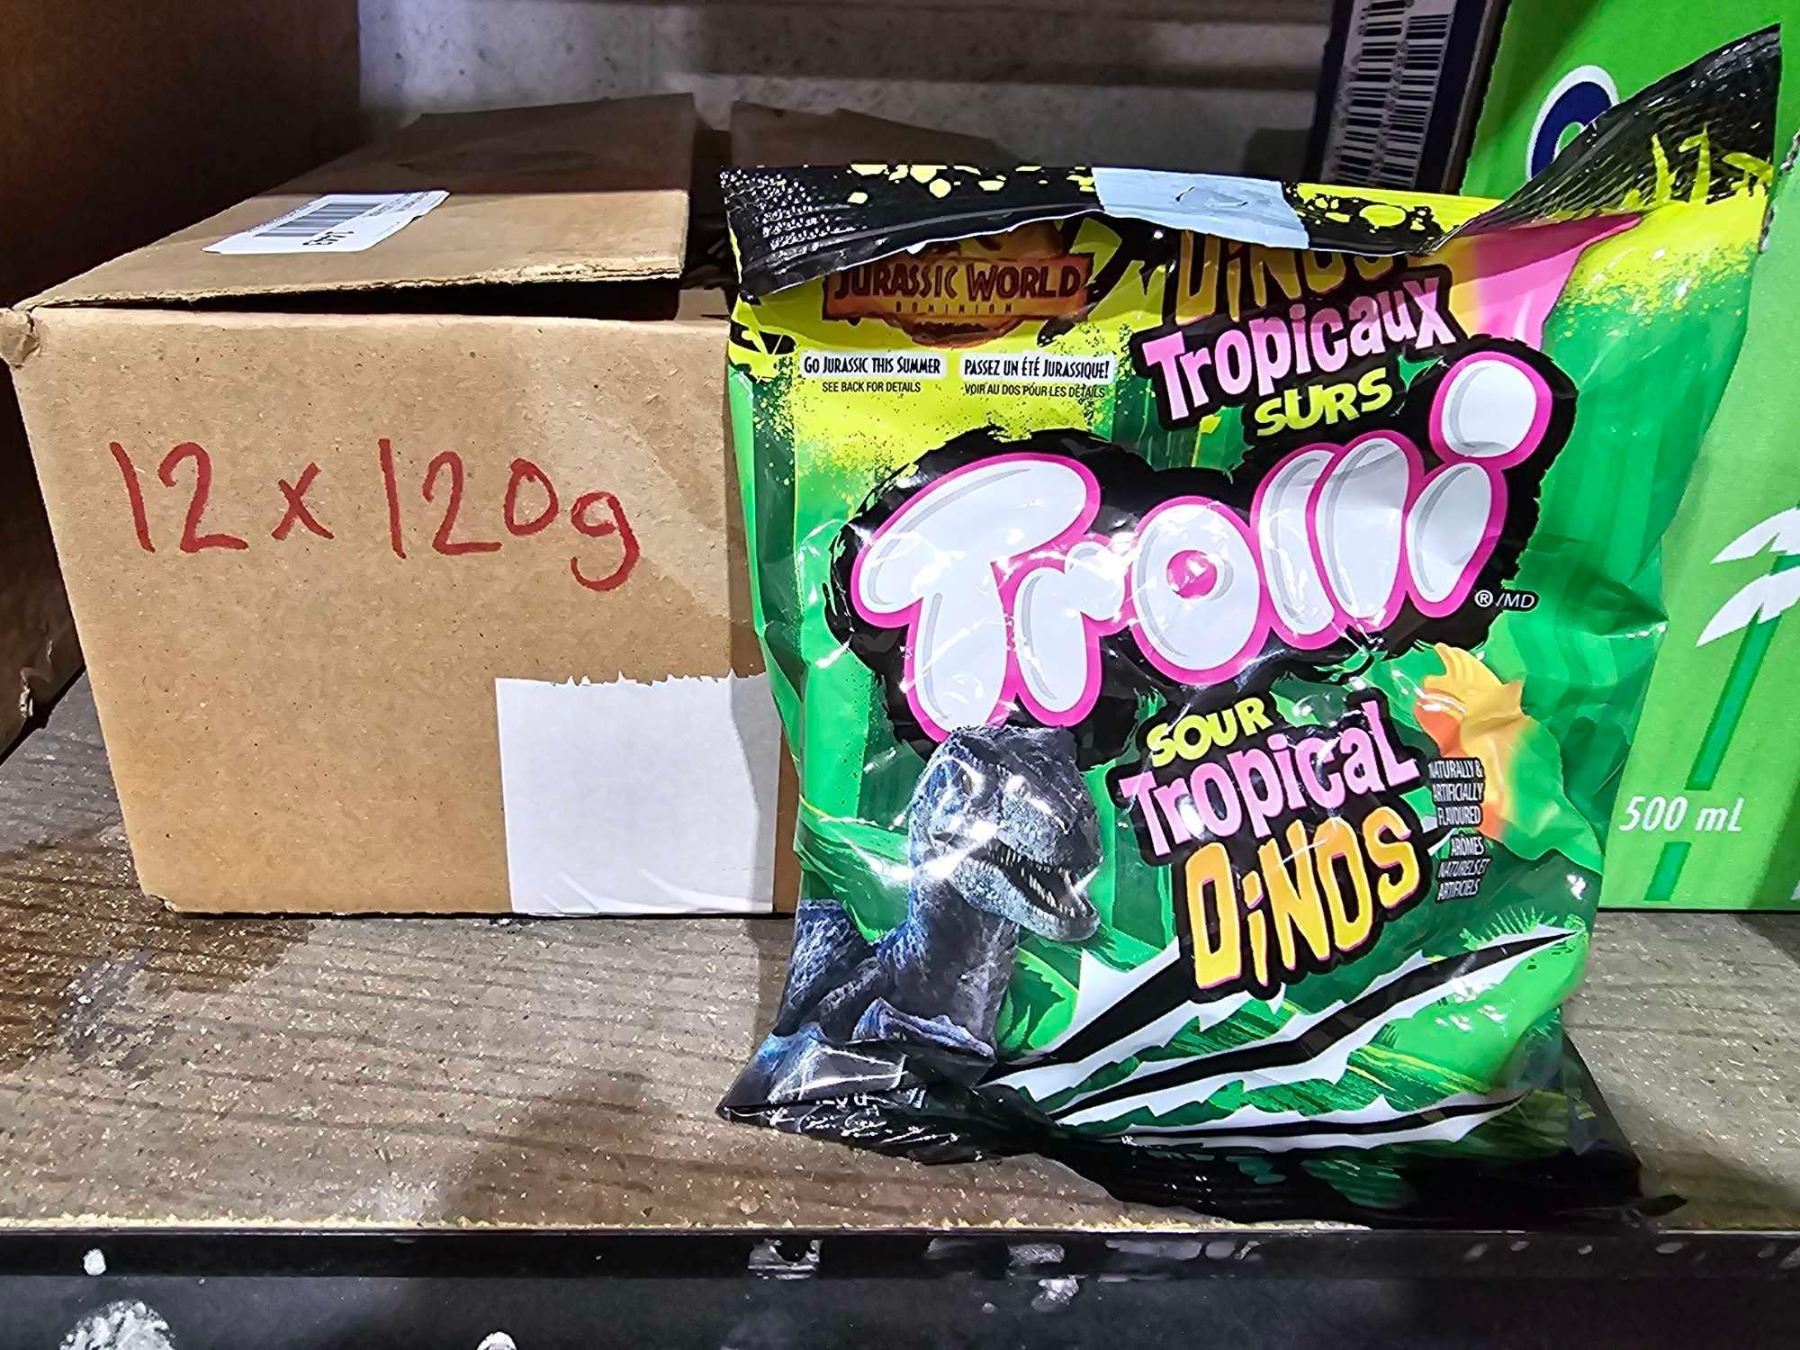 12 x 120g
JURASSIC WORLD
DOMINION
GO JURASSIC THIS SUMMER
SEE BACK FOR DETAILS
PASSEZ UN ÉTÉ JURASSIQUE!
VOIR AU DOS POUR LES DÉTAILS
DiNOS
Tropicaux
SURS
Trolli
®/MD
SOUR
Tropical
DiNOS
NATURALLY &
ARTIFICIALLY
FLAVOURED
ARÔMES
NATURELS ET
ARTIFICIELS
500 mL